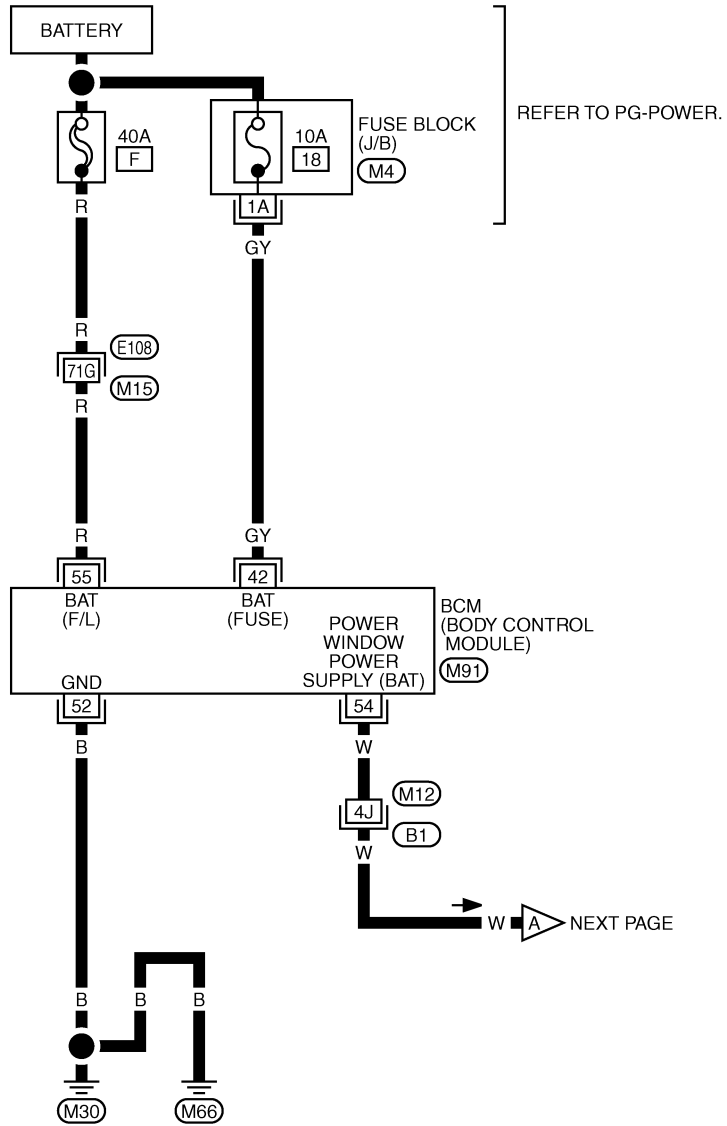 BATTERY
REFER TO PG-POWER.
40A
F
10A
18
FUSE BLOCK
(J/B)
M4
R
1A
GY
R
E108
71G
M15
R
R
GY
55
42
BAT
(F/L)
BAT
(FUSE)
POWER
WINDOW
POWER
SUPPLY (BAT)
BCM
(BODY CONTROL
MODULE)
M91
GND
52
54
B
W
M12
4J
B1
W
W
A
NEXT PAGE
B
B
B
M30
M66